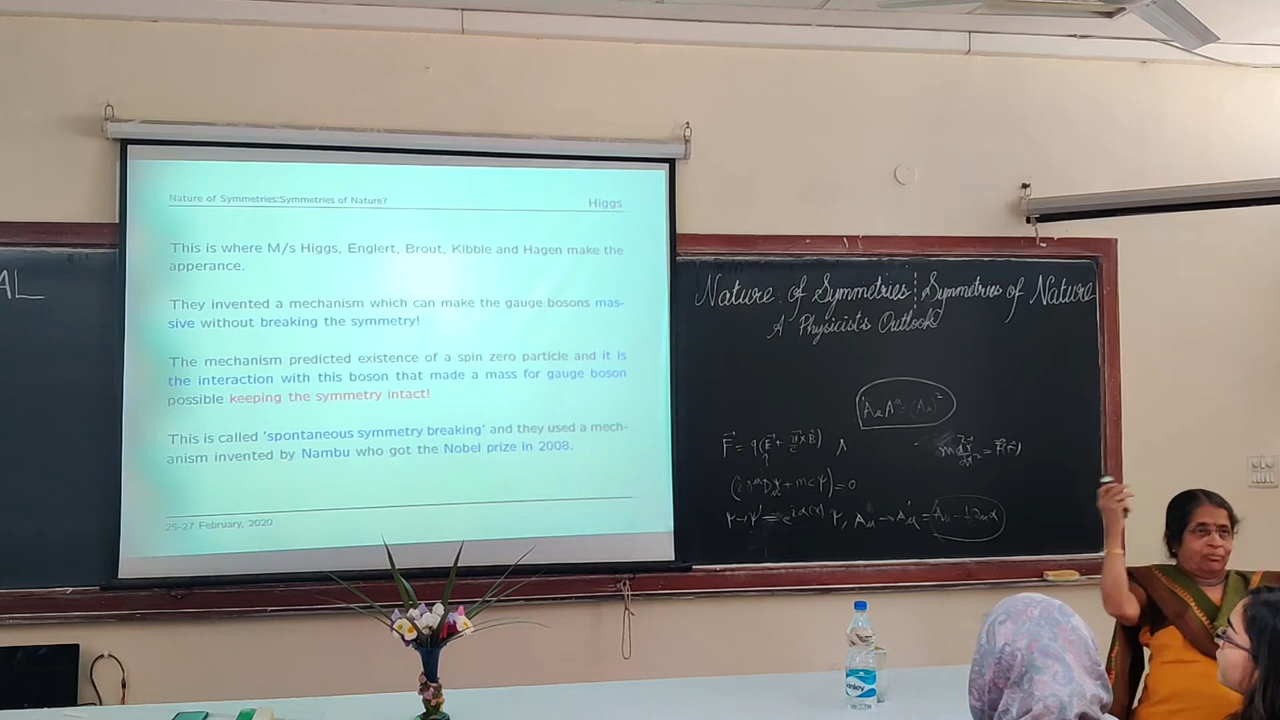 Nature of Symmetries:Symmetries of Nature?
Higgs
This is where M/s Higgs, Englert, Brout, Kibble and Hagen make the
apperance.
They invented a mechanism which can make the gauge bosons mas-
sive without breaking the symmetry!
The mechanism predicted existence of a spin zero particle and it is
the interaction with this boson that made a mass for gauge boson
possible keeping the symmetry intact!
This is called 'spontaneous symmetry breaking' and they used a mech-
anism invented by Nambu who got the Nobel prize in 2008.
25-27 February, 2020
AL
Nature of Symmetries: Symmetries of Nature
A Physicist's Outlook